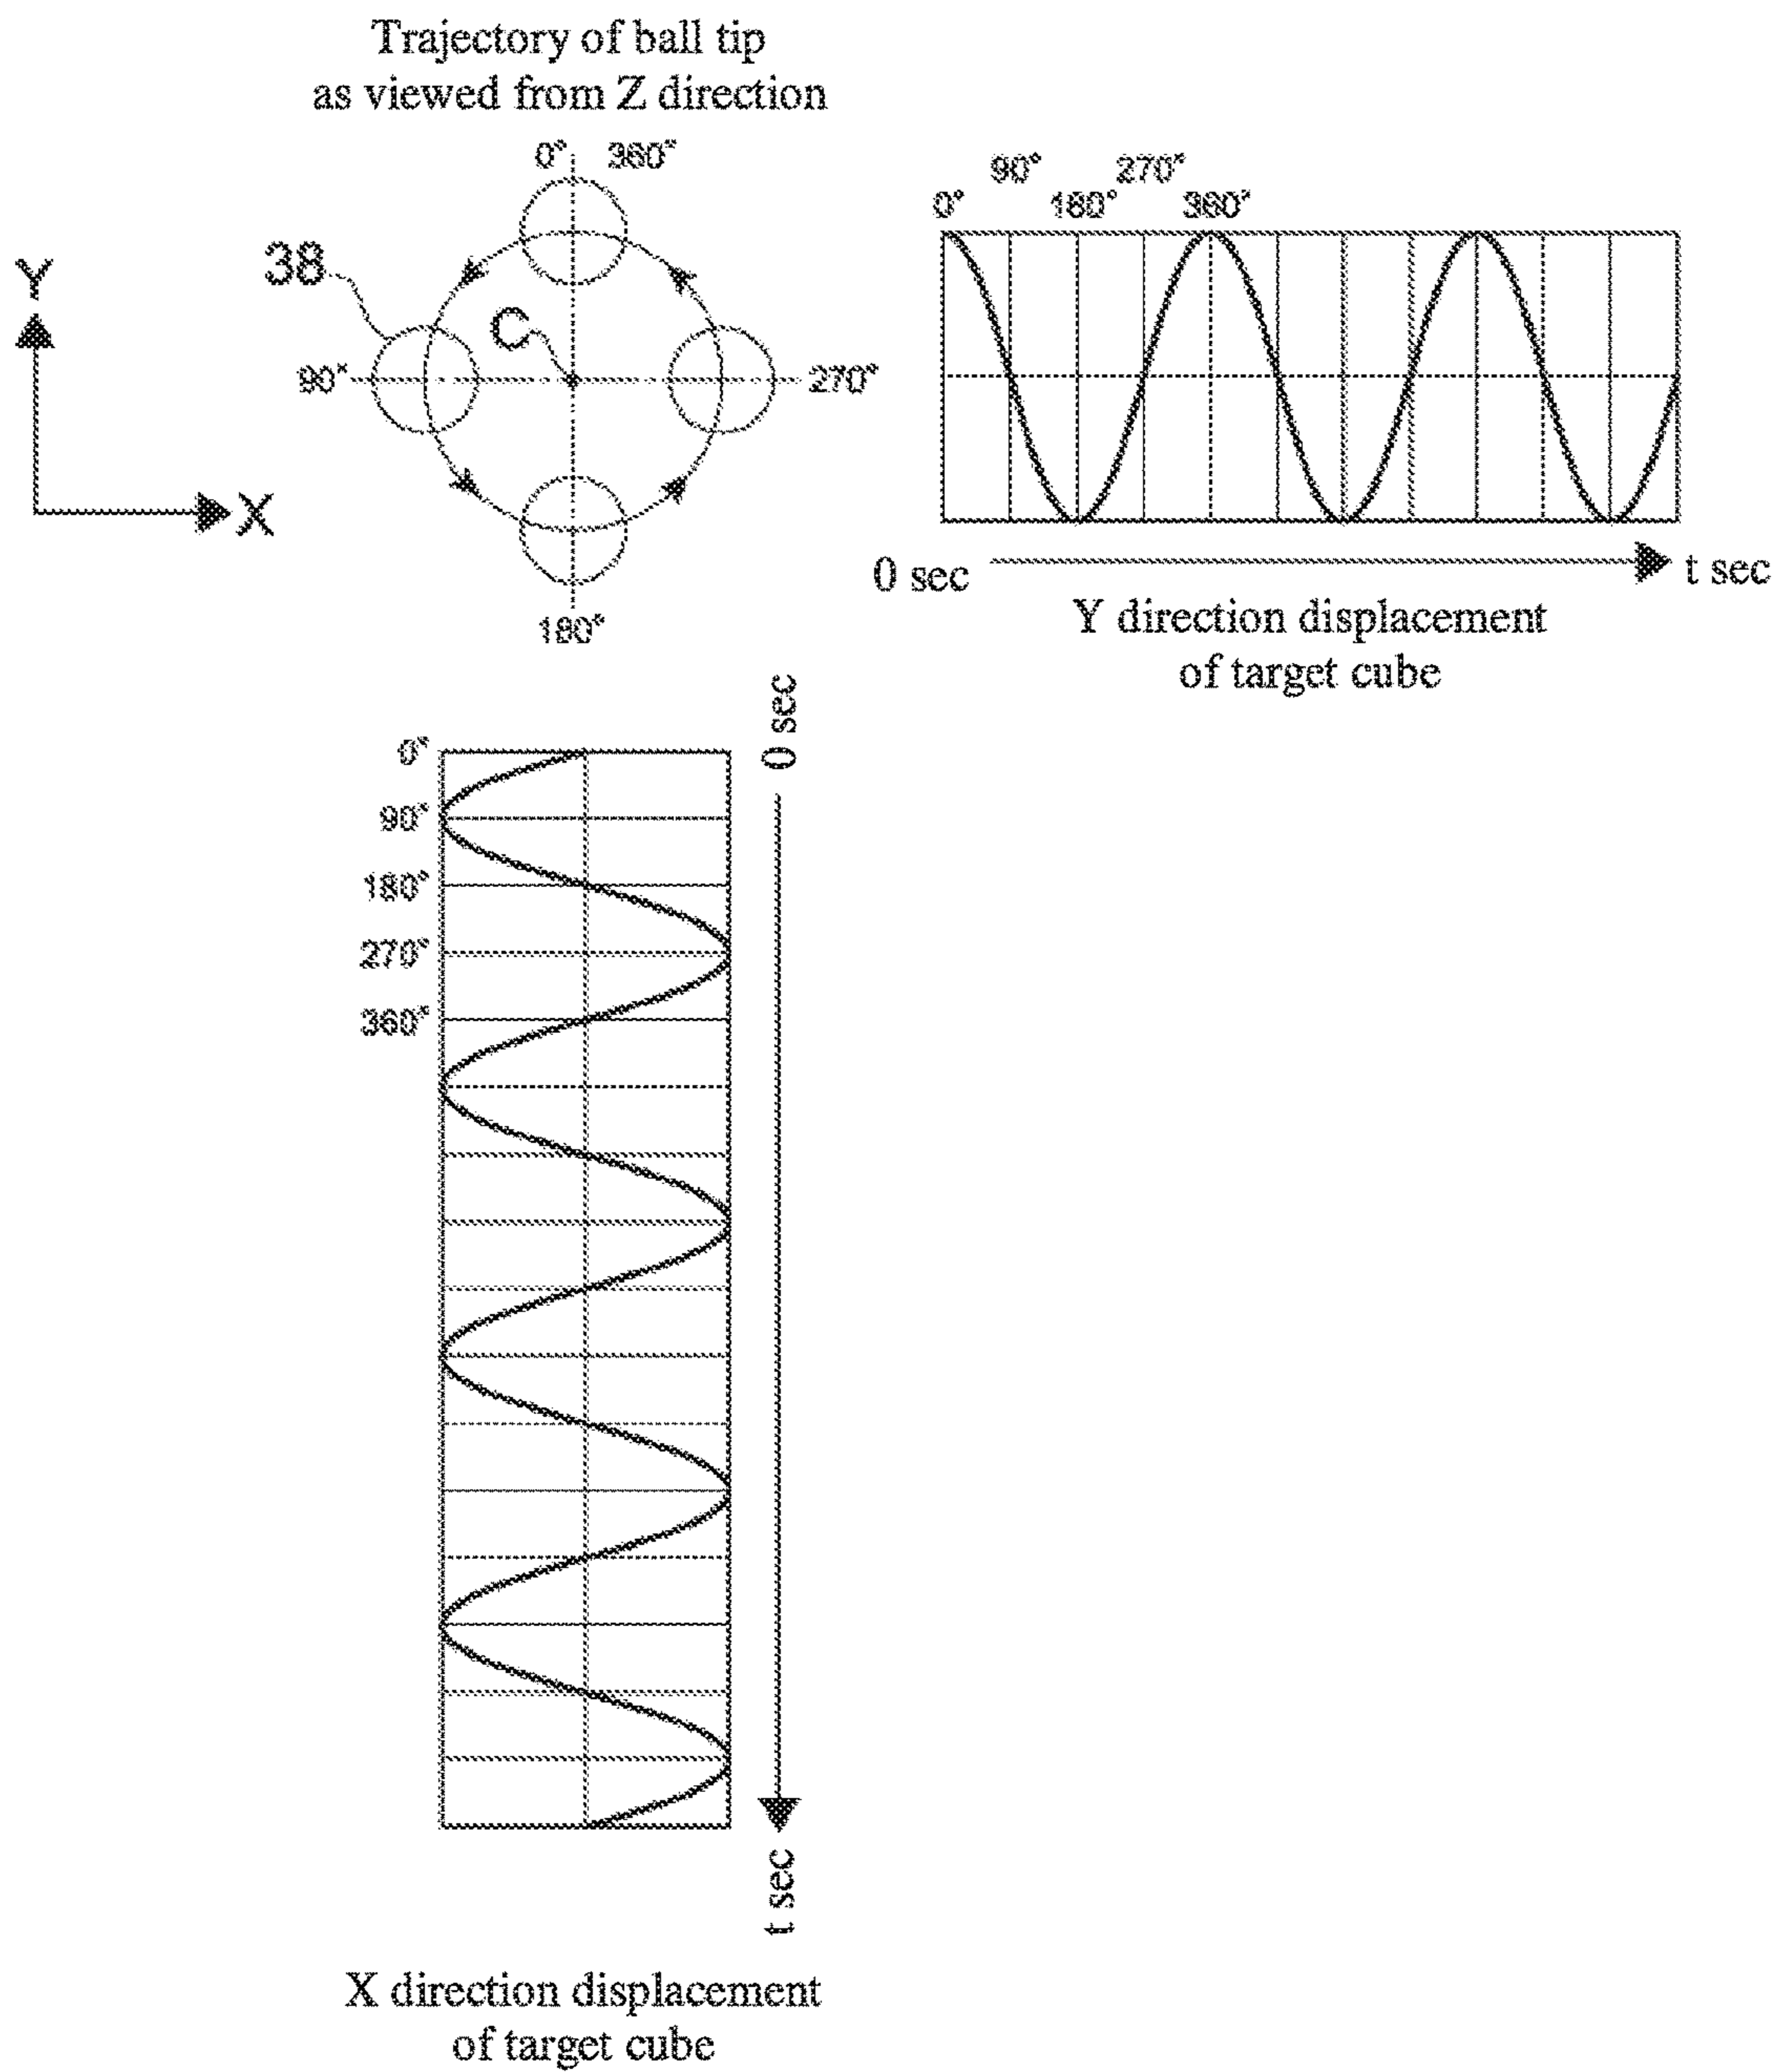 Trajectory of ball tip
as viewed from Z direction
0° 360°
38
C
90°
270°
180°
Y
X
90° 270°
0° 180° 360°
0 sec
t sec
Y direction displacement
of target cube
0 sec
0°
90°
180°
270°
360°
t sec
X direction displacement
of target cube